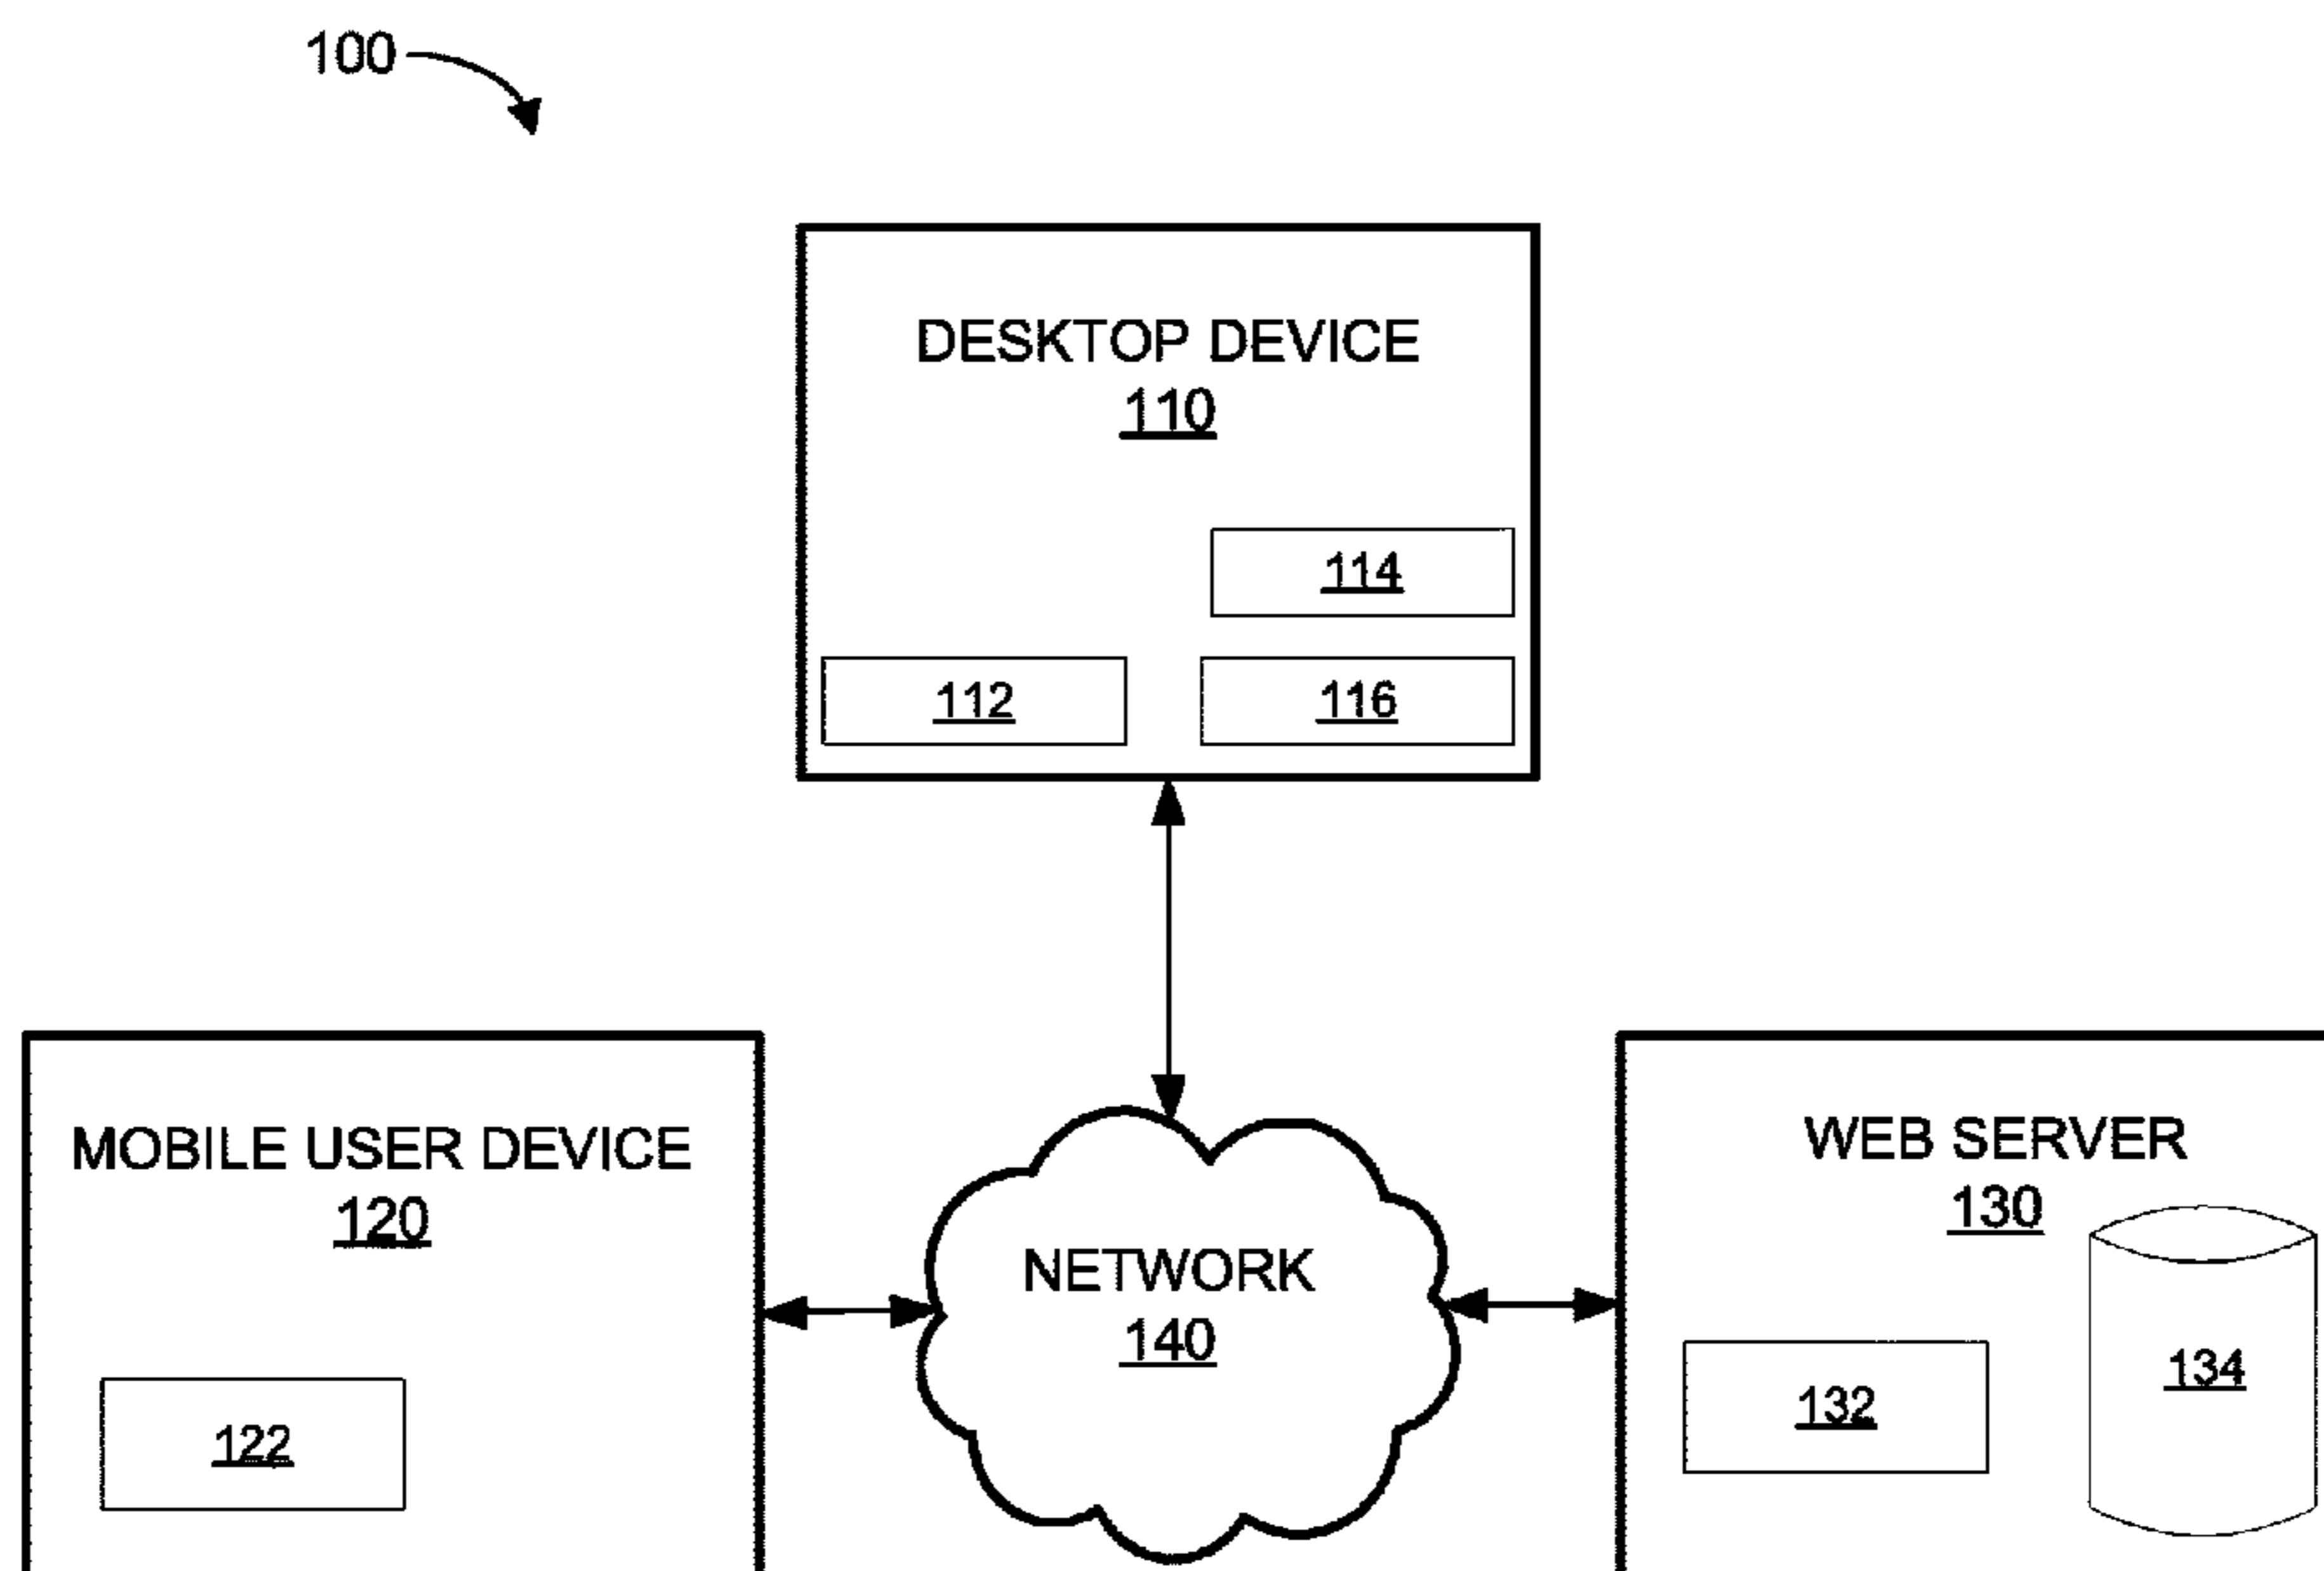 100
DESKTOP DEVICE
110
114
112
116
MOBILE USER DEVICE
120
122
NETWORK
140
WEB SERVER
130
132
134